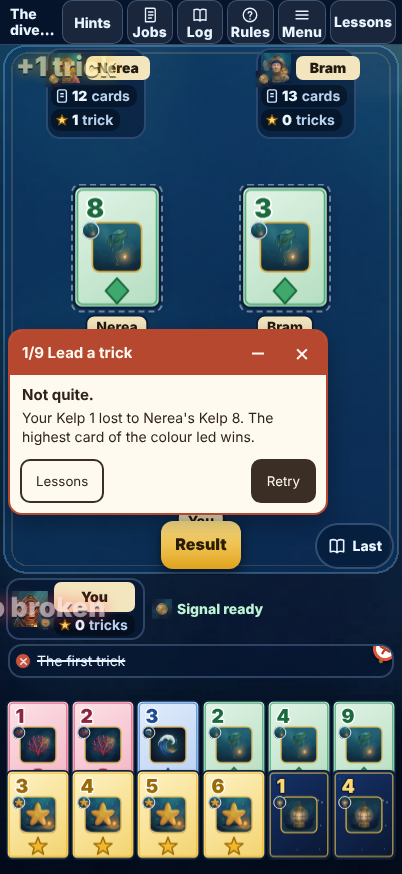 The dive...
Hints
Jobs
Log
Rules
Menu
Lessons
+1 trick
Nerea
12 cards
1 trick
Bram
13 cards
0 tricks
8
3
Nerea
Bram
1/9 Lead a trick
Not quite.
Your Kelp 1 lost to Nerea's Kelp 8. The
highest card of the colour led wins.
Lessons
Retry
You
Result
Last
broken
You
0 tricks
Signal ready
The first trick
1
2
3
2
4
9
3
4
5
6
1
4